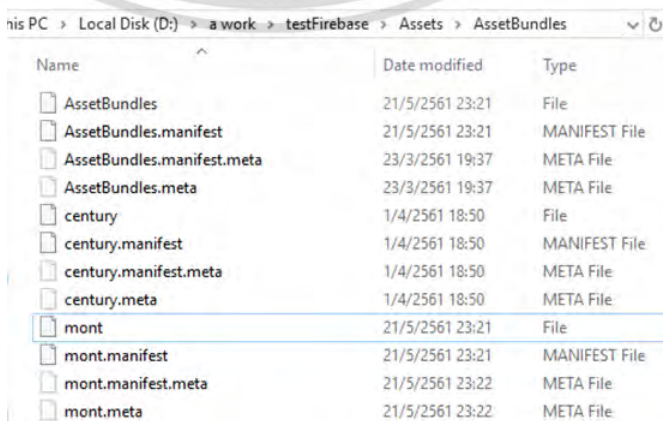 his PC > Local Disk (D:) > a work > testFirebase > Assets > AssetBundles
Name Date modified Type
AssetBundles 21/5/2561 23:21 File
AssetBundles.manifest 21/5/2561 23:21 MANIFEST File
AssetBundles.manifest.meta 23/3/2561 19:37 META File
AssetBundles.meta 23/3/2561 19:37 META File
century 1/4/2561 18:50 File
century.manifest 1/4/2561 18:50 MANIFEST File
century.manifest.meta 1/4/2561 18:50 META File
century.meta 1/4/2561 18:50 META File
mont 21/5/2561 23:21 File
mont.manifest 21/5/2561 23:21 MANIFEST File
mont.manifest.meta 21/5/2561 23:22 META File
mont.meta 21/5/2561 23:22 META File